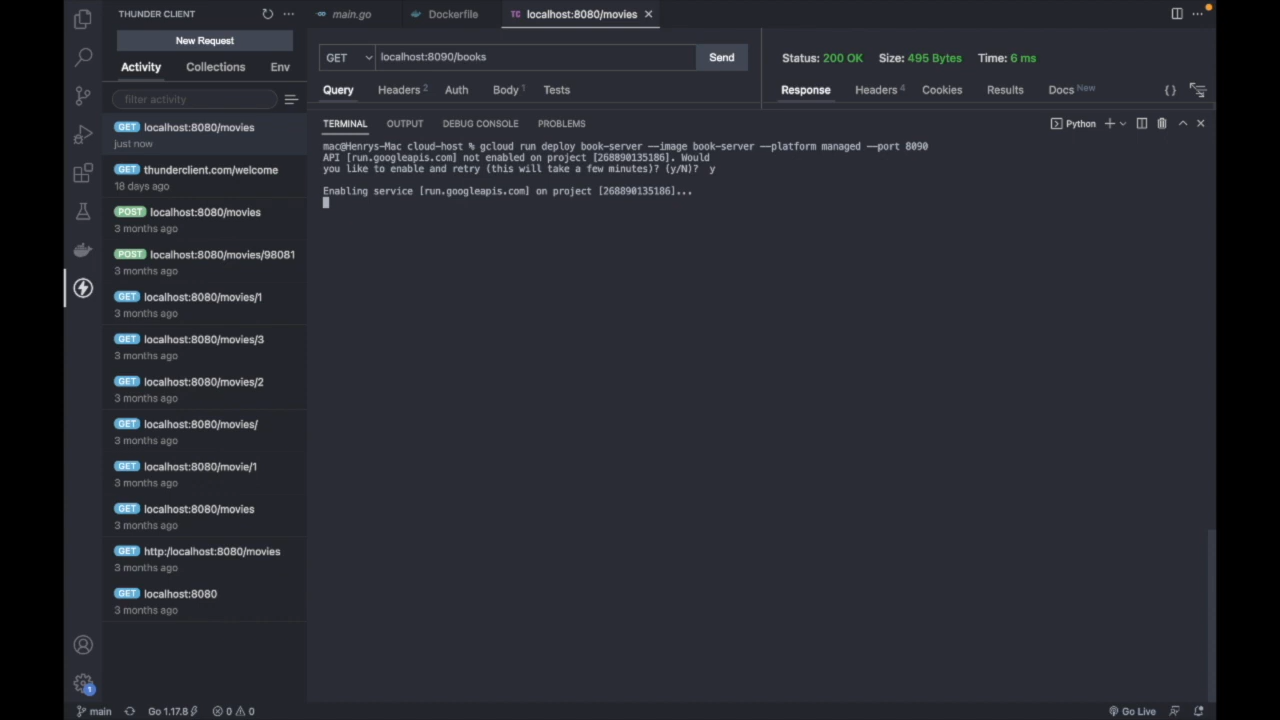 THUNDER CLIENT
New Request
Activity Collections Env
filter activity
GET localhost:8080/movies
just now
GET thunderclient.com/welcome
18 days ago
POST localhost:8080/movies
3 months ago
POST localhost:8080/movies/98081
3 months ago
GET localhost:8080/movies/1
3 months ago
GET localhost:8080/movies/3
3 months ago
GET localhost:8080/movies/2
3 months ago
GET localhost:8080/movies/
3 months ago
GET localhost:8080/movie/1
3 months ago
GET localhost:8080/movies
3 months ago
GET http:/localhost:8080/movies
3 months ago
GET localhost:8080
3 months ago
main.go Dockerfile TC localhost:8080/movies
GET localhost:8090/books Send
Query Headers 2 Auth Body 1 Tests
Status: 200 OK Size: 495 Bytes Time: 6 ms
Response Headers 4 Cookies Results Docs New {}
TERMINAL OUTPUT DEBUG CONSOLE PROBLEMS Python
mac@Henrys-Mac cloud-host % gcloud run deploy book-server --image book-server --platform managed --port 8090
API [run.googleapis.com] not enabled on project [268890135186]. Would
you like to enable and retry (this will take a few minutes)? (y/N)? y
Enabling service [run.googleapis.com] on project [268890135186]...
1
main Go 1.17.8 0 0 Go Live